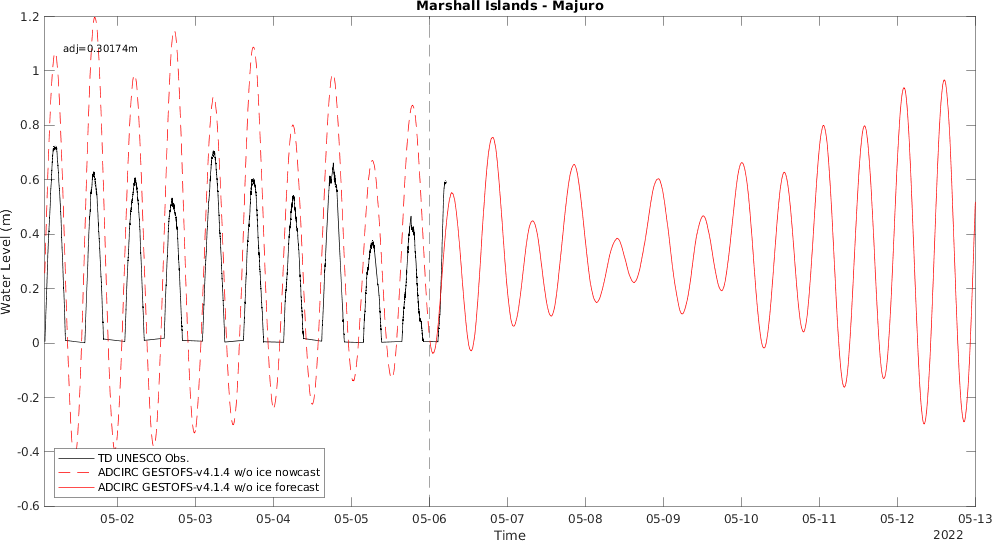 Marshall Islands - Majuro
adj=0.30174m
1.2
1
0.8
0.6
0.4
0.2
0
-0.2
-0.4
-0.6
Water Level (m)
TD UNESCO Obs.
ADCIRC GESTOFS-v4.1.4 w/o ice nowcast
ADCIRC GESTOFS-v4.1.4 w/o ice forecast
05-02 05-03 05-04 05-05 05-06 05-07 05-08 05-09 05-10 05-11 05-12 05-13
Time
2022